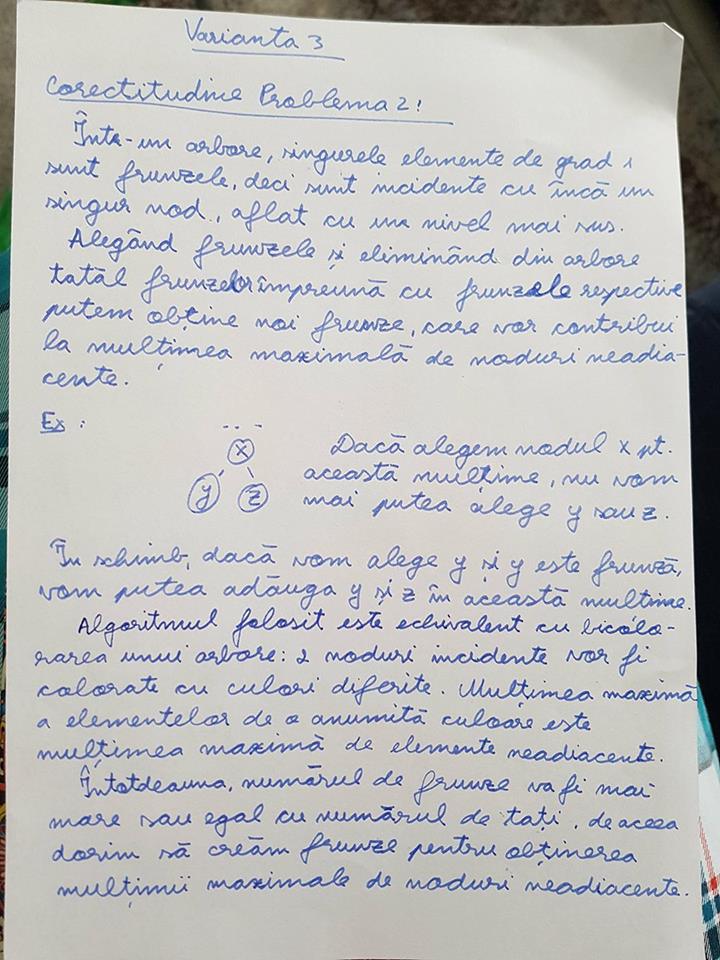 Varianta 3
Corectitudine Problema 2!
Într-un arbore, singurele elemente de grad 1
sunt frunzele, deci sunt incidente cu încă un
singur nod, aflat cu un nivel mai sus.
Alegând frunzele și eliminând din arbore
tatăl frunzelor împreună cu frunzele respective
putem obține noi frunze, care vor contribui
la mulțimea maximală de noduri neadia-
cente.
Ex:
...
x
y z
Dacă alegem nodul x pt.
această mulțime, nu vom
mai putea alege y sau z.
În schimb, dacă vom alege y și y este frunză,
vom putea adăuga y și z în această multime.
Algoritmul folosit este echivalent cu bicolo-
rarea unui arbore: 2 noduri incidente vor fi
colorate cu culori diferite. Mulțimea maximă
a elementelor de o anumită culoare este
mulțimea maximă de elemente neadiacente.
Întotdeauna, numărul de frunze va fi mai
mare sau egal cu numărul de tați, de aceea
dorim să creăm frunze pentru obținerea
mulțimii maximale de noduri neadiacente.